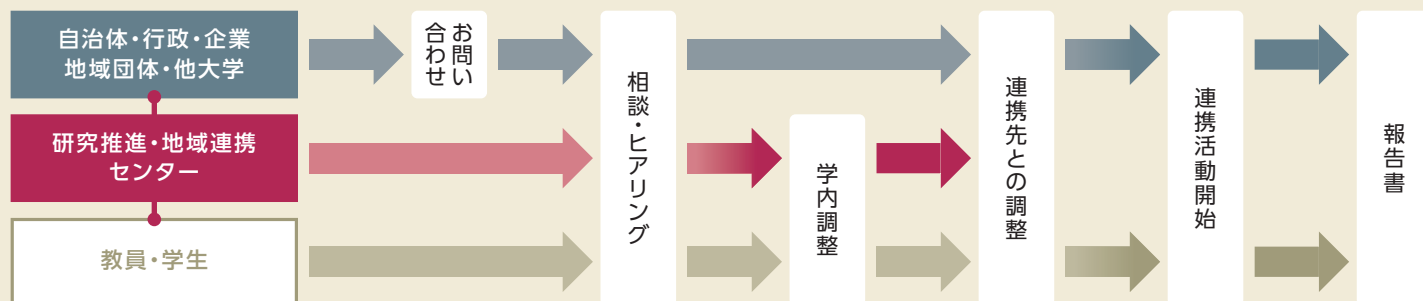 自治体・行政・企業
地域団体・他大学
研究推進・地域連携
センター
教員・学生
お問い
合わせ
相談・ヒアリング
学内調整
連携先との調整
連携活動開始
報告書